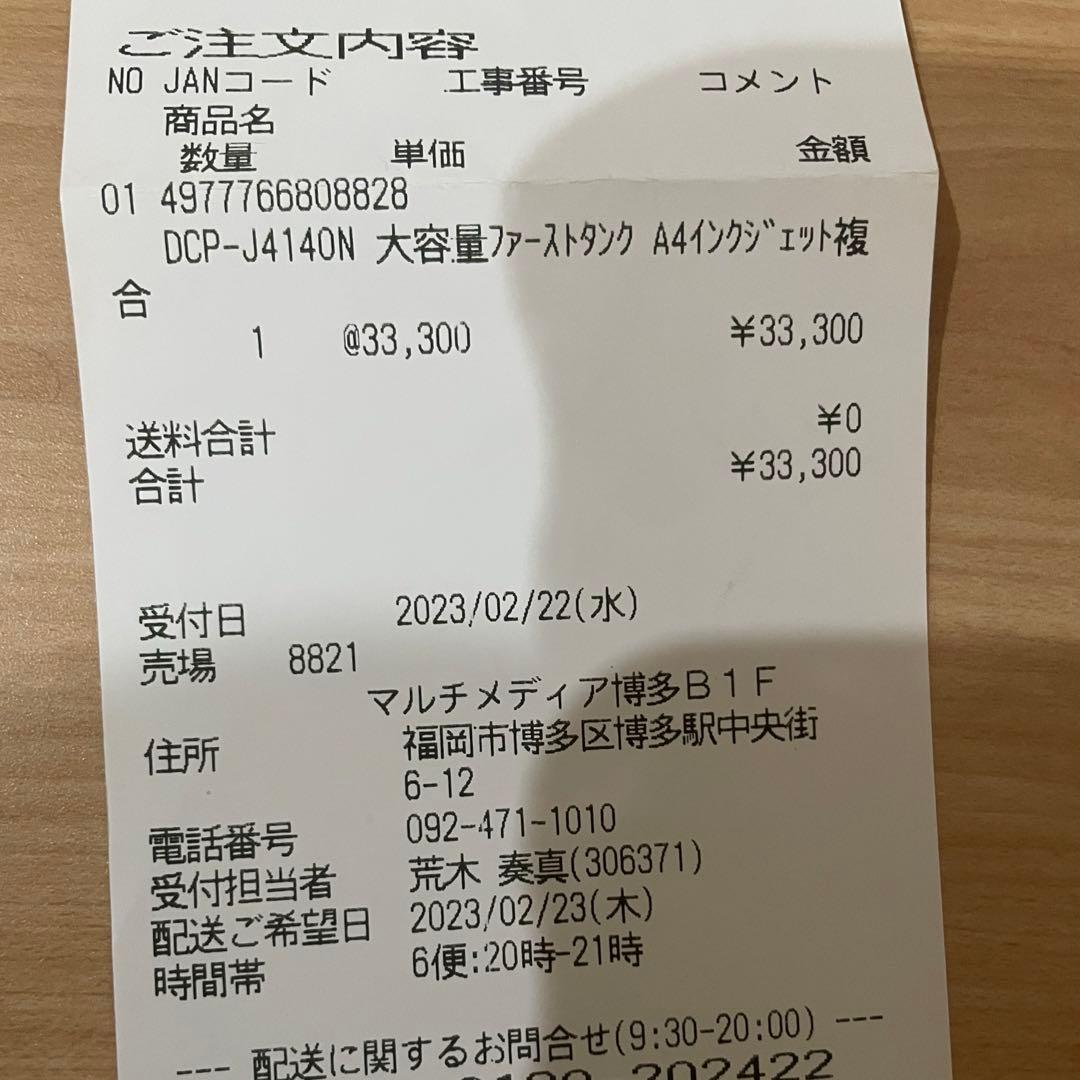 ご注文内容
NO JANコード 工事番号 コメント
商品名
数量 単価 金額
01 4977766808828
DCP-J4140N 大容量ﾌｧｰｽﾄﾀﾝｸ A4ｲﾝｸｼﾞｪｯﾄ複
合
1 @33,300 ¥33,300
送料合計 ¥0
合計 ¥33,300
受付日 2023/02/22(水)
売場 8821
マルチメディア博多B1F
住所 福岡市博多区博多駅中央街
6-12
電話番号 092-471-1010
受付担当者 荒木 奏真(306371)
配送ご希望日 2023/02/23(木)
時間帯 6便:20時-21時
--- 配送に関するお問合せ(9:30-20:00) ---
202422